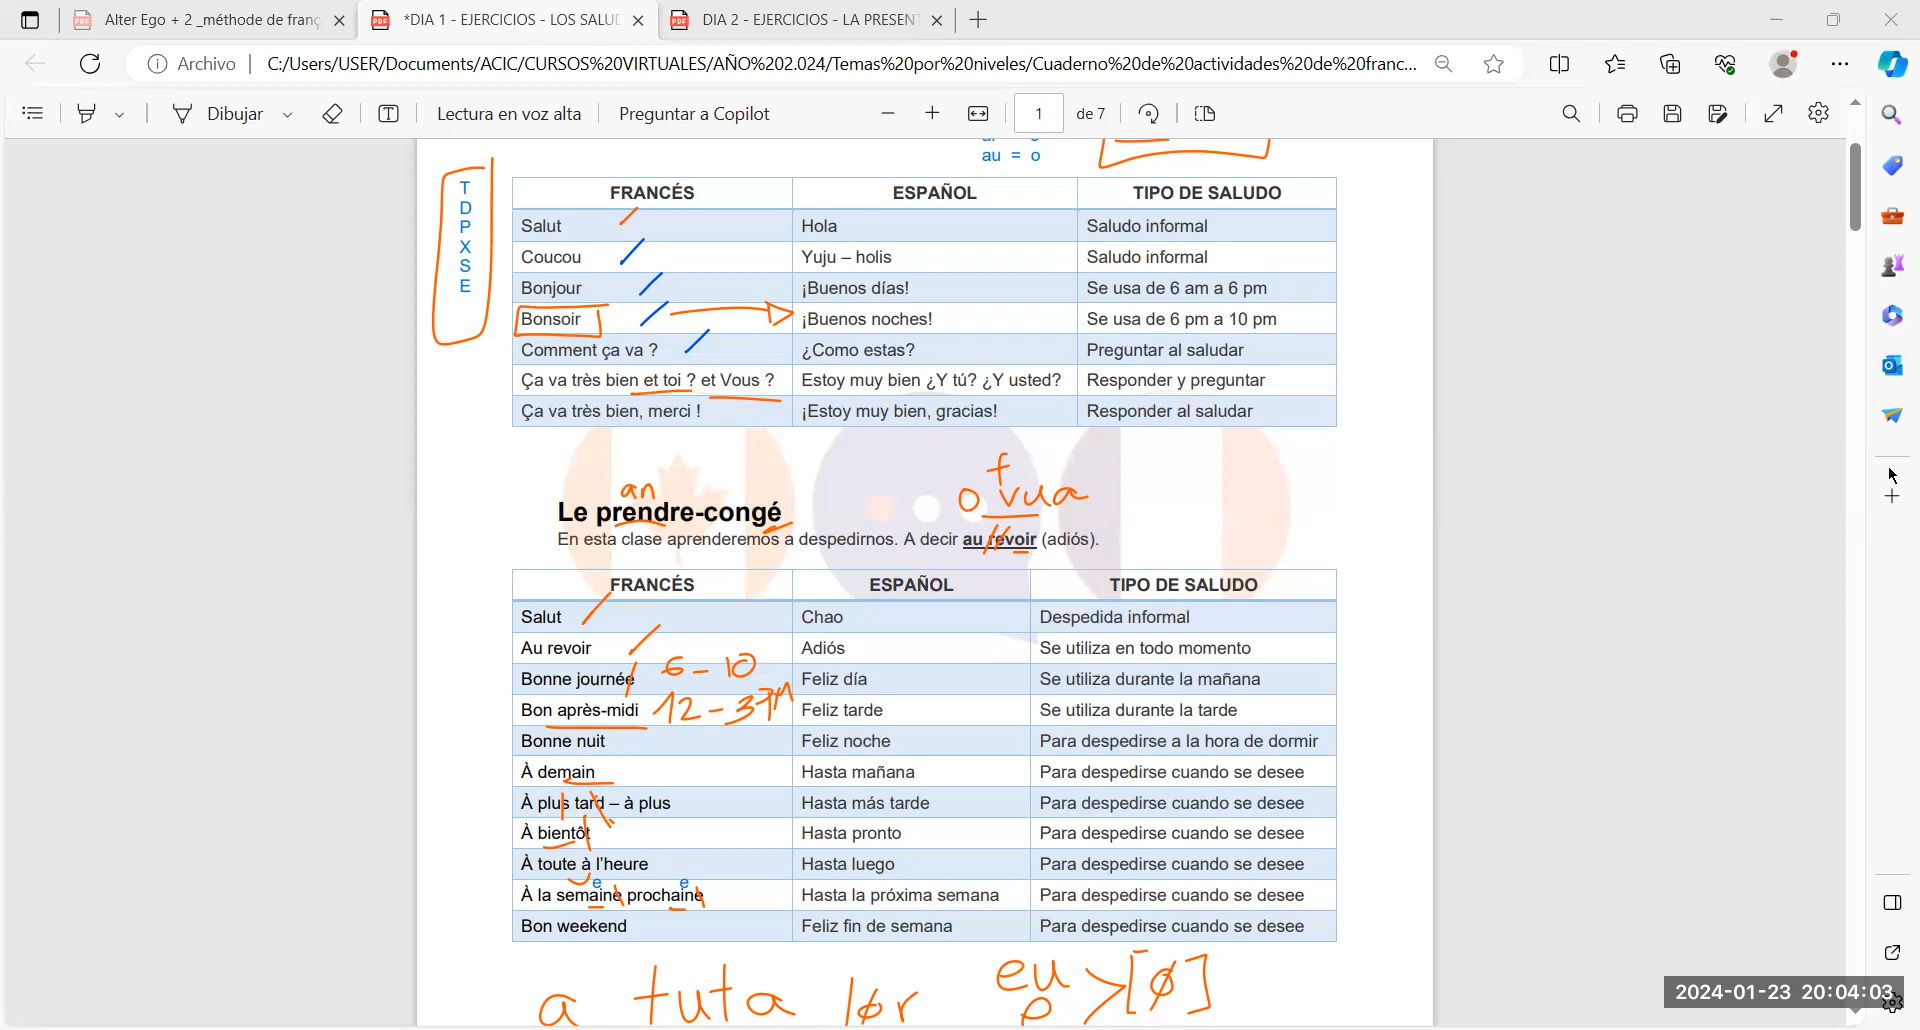 Alter Ego + 2 _méthode de franç
*DIA 1 - EJERCICIOS - LOS SALUD
DIA 2 - EJERCICIOS - LA PRESENT
Archivo
C:/Users/USER/Documents/ACIC/CURSOS%20VIRTUALES/AÑO%202.024/Temas%20por%20niveles/Cuaderno%20de%20actividades%20de%20franc...
Dibujar
Lectura en voz alta
Preguntar a Copilot
1 de 7
au = o
T
D
P
X
S
E
FRANCÉS ESPAÑOL TIPO DE SALUDO
Salut Hola Saludo informal
Coucou Yuju – holis Saludo informal
Bonjour ¡Buenos días! Se usa de 6 am a 6 pm
Bonsoir ¡Buenos noches! Se usa de 6 pm a 10 pm
Comment ça va ? ¿Como estas? Preguntar al saludar
Ça va très bien et toi ? et Vous ? Estoy muy bien ¿Y tú? ¿Y usted? Responder y preguntar
Ça va très bien, merci ! ¡Estoy muy bien, gracias! Responder al saludar
f
an
o vua
Le prendre-congé
En esta clase aprenderemos a despedirnos. A decir au revoir (adiós).
FRANCÉS ESPAÑOL TIPO DE SALUDO
Salut Chao Despedida informal
Au revoir Adiós Se utiliza en todo momento
6 - 10
Bonne journée Feliz día Se utiliza durante la mañana
12 - 3
Bon après-midi Feliz tarde Se utiliza durante la tarde
Bonne nuit Feliz noche Para despedirse a la hora de dormir
À demain Hasta mañana Para despedirse cuando se desee
À plus tard – à plus Hasta más tarde Para despedirse cuando se desee
À bientôt Hasta pronto Para despedirse cuando se desee
À toute à l'heure Hasta luego Para despedirse cuando se desee
e e
À la semaine prochaine Hasta la próxima semana Para despedirse cuando se desee
Bon weekend Feliz fin de semana Para despedirse cuando se desee
eu > [ø]
a tuta lør
2024-01-23 20:04:03